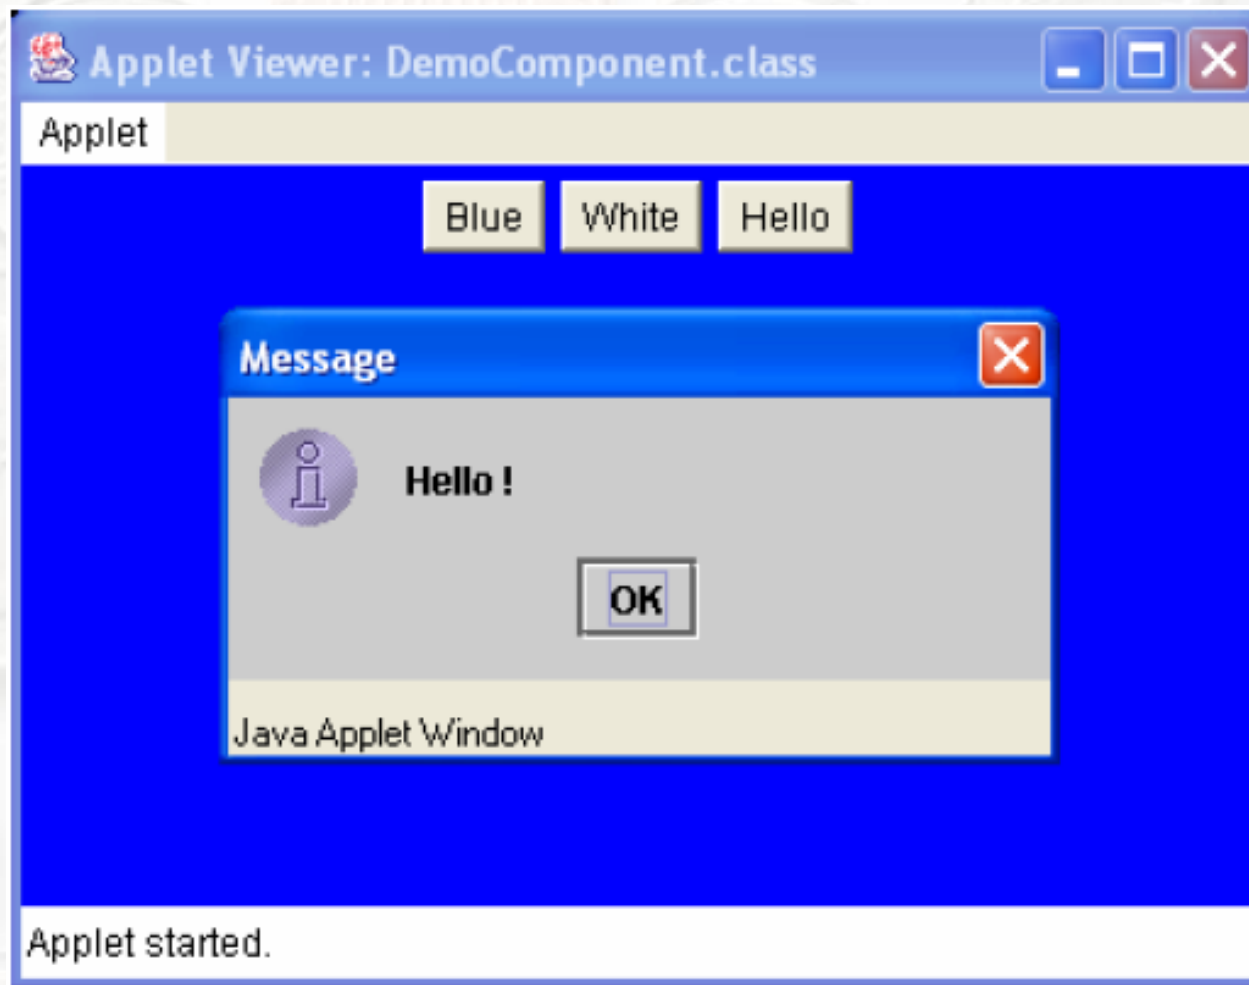 Applet Viewer: DemoComponent.class
Applet
Blue White Hello
Message
Hello !
OK
Java Applet Window
Applet started.